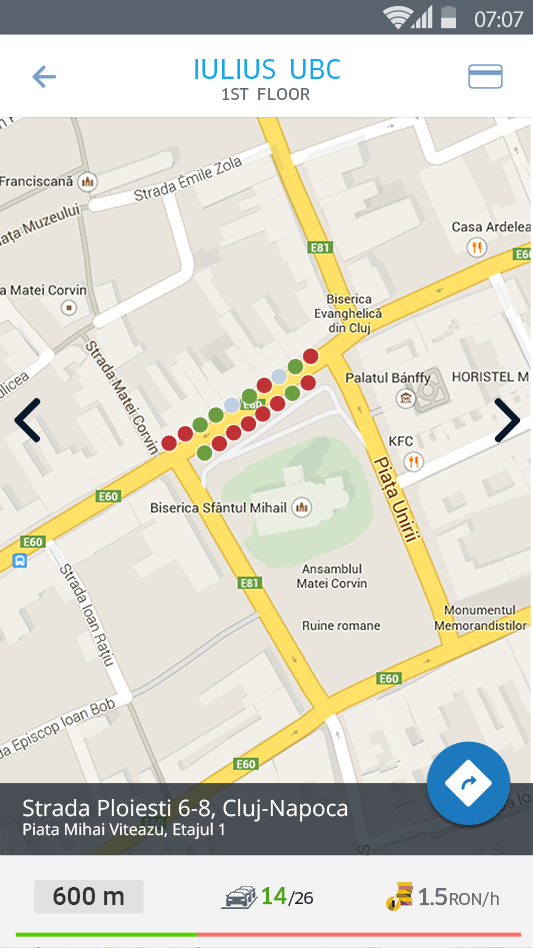 07:07
IULIUS UBC
1ST FLOOR
Franciscană
Strada Émile Zola
Muzeului
Casa Ardelea
E81
E60
a Matei Corvin
Biserica
Evanghelică
din Cluj
Strada Matei Corvin
Palatul Bánffy
HORISTEL M
E60
KFC
Piața Unirii
E60
Biserica Sfântul Mihail
E60
Strada Ioan Rațiu
E81
Ansamblul
Matei Corvin
Ruine romane
Monumentul
Memorandistilor
E60
da Episcop Ioan Bob
E60
Strada Ploiesti 6-8, Cluj-Napoca
Piata Mihai Viteazu, Etajul 1
600 m
14/26
1.5RON/h